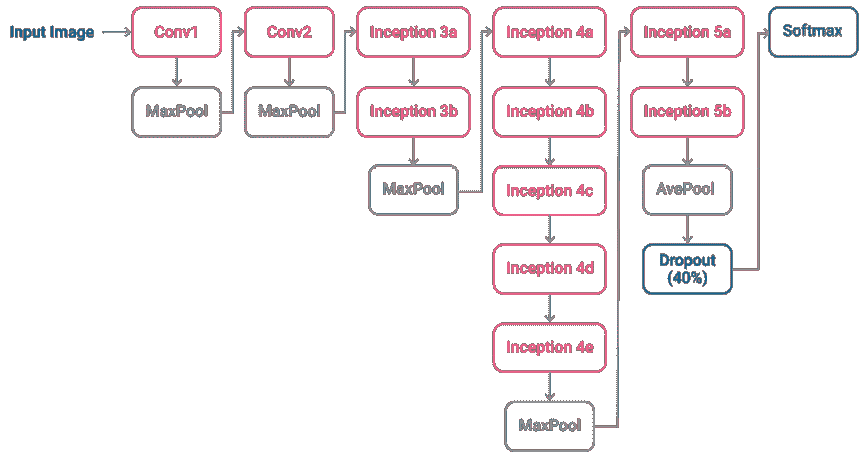 Input Image
Conv1
MaxPool
Conv2
MaxPool
Inception 3a
Inception 3b
MaxPool
Inception 4a
Inception 4b
Inception 4c
Inception 4d
Inception 4e
MaxPool
Inception 5a
Inception 5b
AvePool
Dropout
(40%)
Softmax